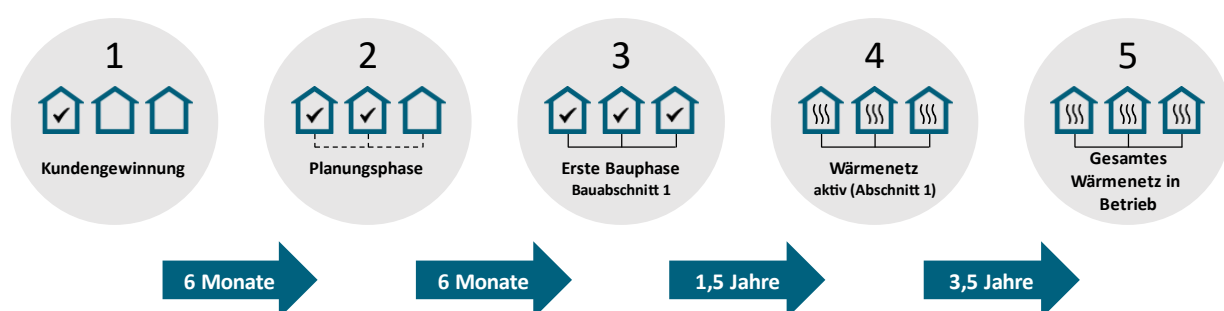 1
Kundengewinnung
2
Planungsphase
3
Erste Bauphase
Bauabschnitt 1
4
Wärmenetz
aktiv (Abschnitt 1)
5
Gesamtes
Wärmenetz in
Betrieb
6 Monate
6 Monate
1,5 Jahre
3,5 Jahre